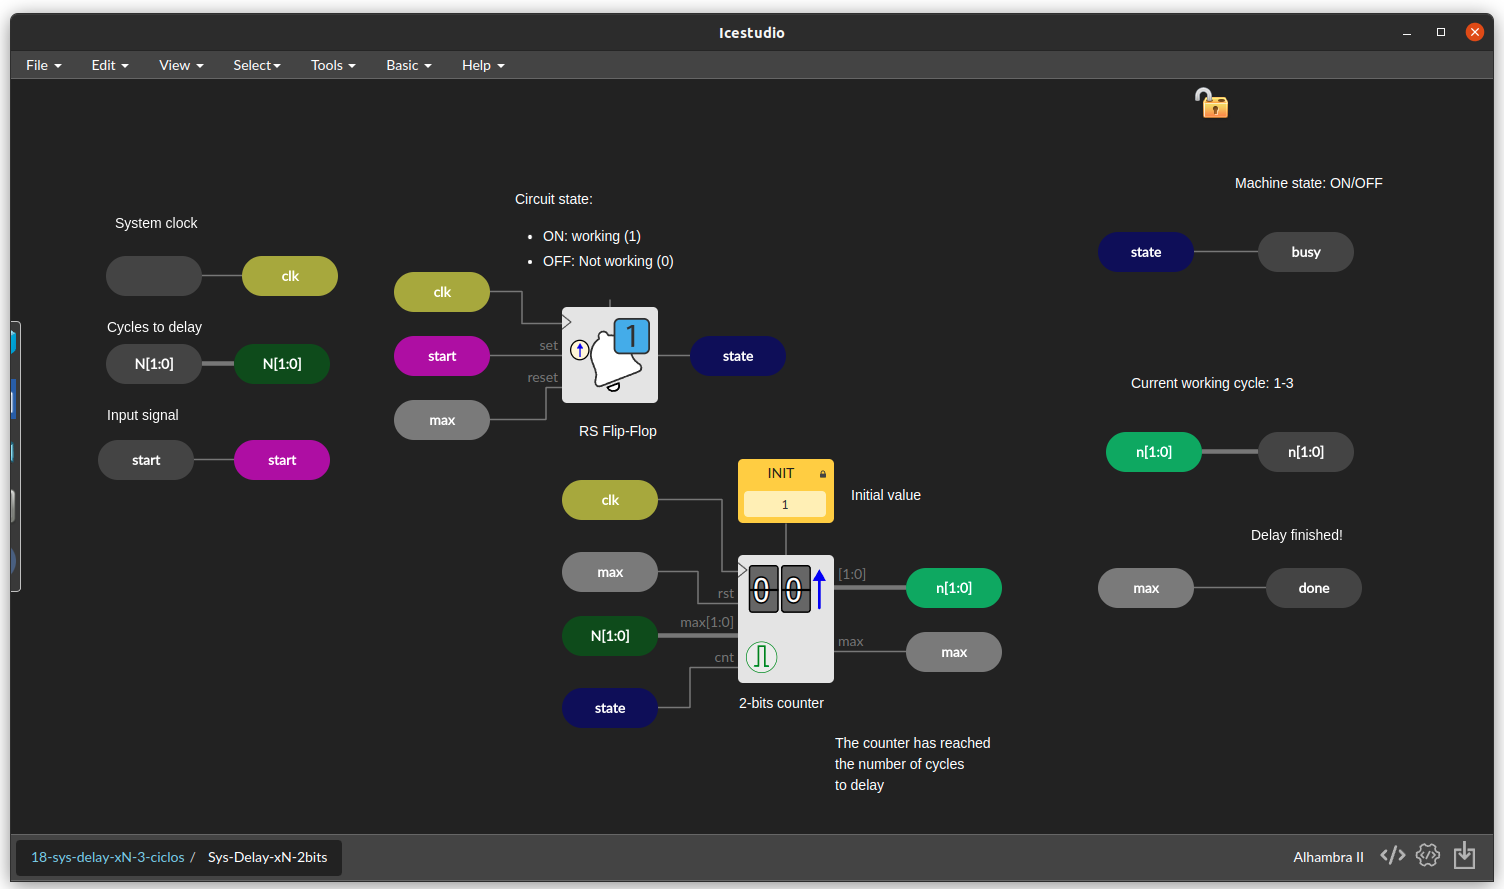 Icestudio
File Edit View Select Tools Basic Help
Machine state: ON/OFF
state
busy
Circuit state:
ON: working (1)
OFF: Not working (0)
System clock
clk
Cycles to delay
N[1:0]
N[1:0]
Input signal
start
start
clk
start
max
set
reset
1
state
RS Flip-Flop
Current working cycle: 1-3
n[1:0]
n[1:0]
INIT
1
Initial value
clk
max
N[1:0]
state
rst
max[1:0]
cnt
00
[1:0]
max
n[1:0]
max
2-bits counter
Delay finished!
max
done
The counter has reached
the number of cycles
to delay
18-sys-delay-xN-3-ciclos / Sys-Delay-xN-2bits
Alhambra II